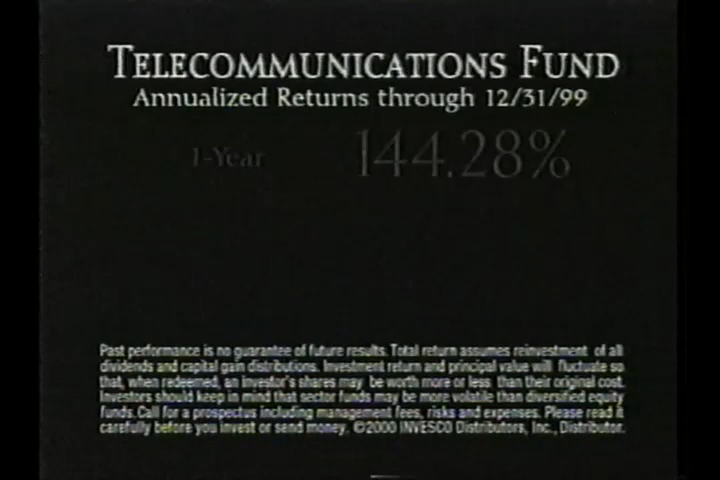 TELECOMMUNICATIONS FUND
Annualized Returns through 12/31/99
1-Year 144.28%
Past performance is no guarantee of future results. Total return assumes reinvestment of all
dividends and capital gain distributions. Investment return and principal value will fluctuate so
that, when redeemed, an investor's shares may be worth more or less than their original cost.
Investors should keep in mind that sector funds may be more volatile than diversified equity
funds. Call for a prospectus including management fees, risks and expenses. Please read it
carefully before you invest or send money. ©2000 INVESCO Distributors, Inc., Distributor.